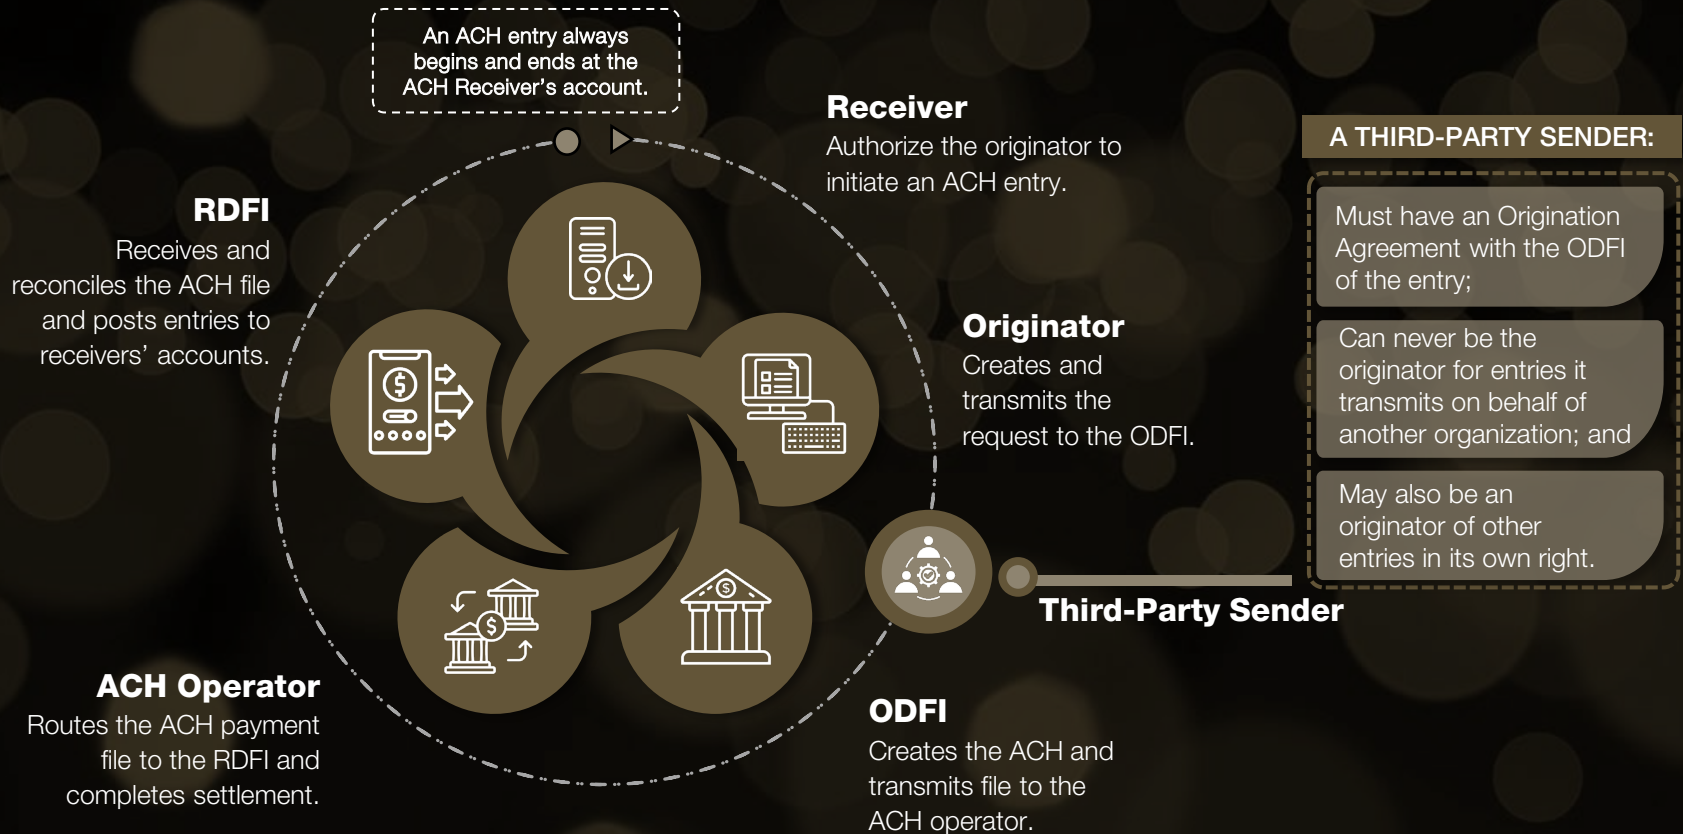 An ACH entry always
begins and ends at the
ACH Receiver's account.
Receiver
Authorize the originator to
initiate an ACH entry.
A THIRD-PARTY SENDER:
Must have an Origination
Agreement with the ODFI
of the entry;
Can never be the
originator for entries it
transmits on behalf of
another organization; and
May also be an
originator of other
entries in its own right.
RDFI
Receives and
reconciles the ACH file
and posts entries to
receivers' accounts.
Originator
Creates and
transmits the
request to the ODFI.
Third-Party Sender
ACH Operator
Routes the ACH payment
file to the RDFI and
completes settlement.
ODFI
Creates the ACH and
transmits file to the
ACH operator.
$
$
$